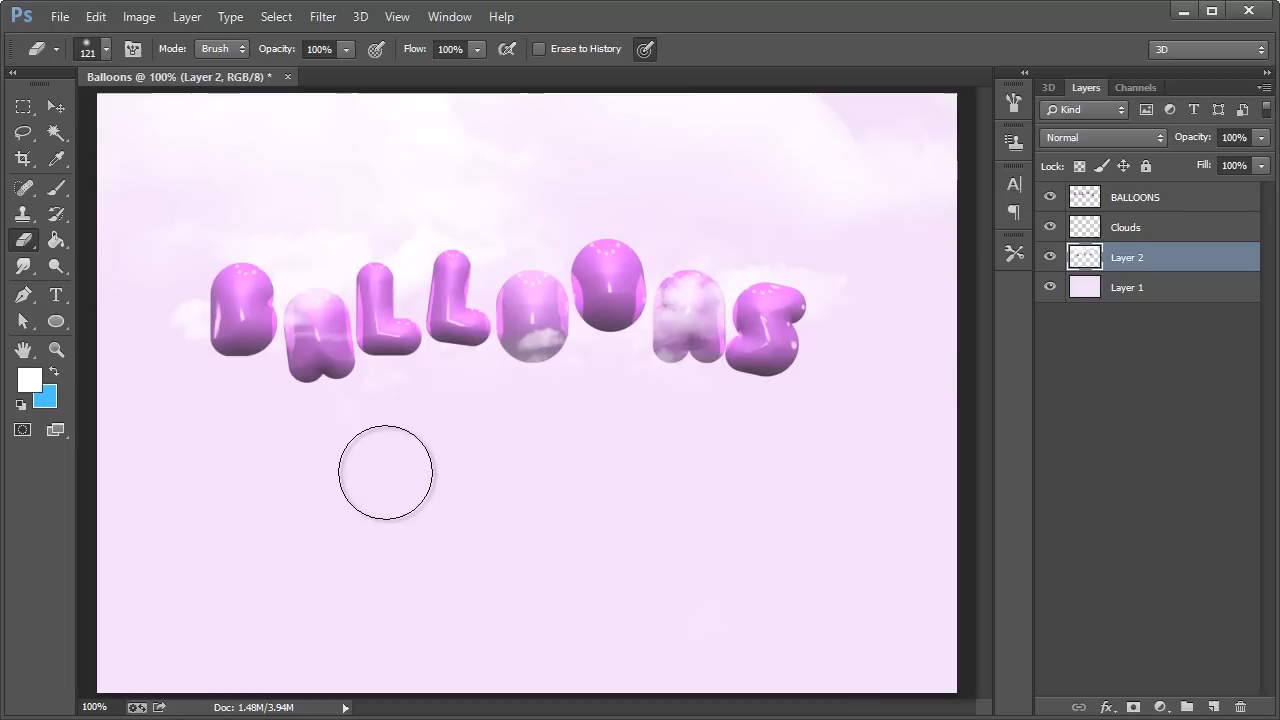 Ps File Edit Image Layer Type Select Filter 3D View Window Help
121 Mode: Brush Opacity: 100% Flow: 100% Erase to History 3D
Balloons @ 100% (Layer 2, RGB/8) * ×
3D Layers Channels
Kind
Normal Opacity: 100%
Lock: Fill: 100%
BALLOONS
Clouds
Layer 2
Layer 1
BALLOONS
100% Doc: 1.48M/3.94M